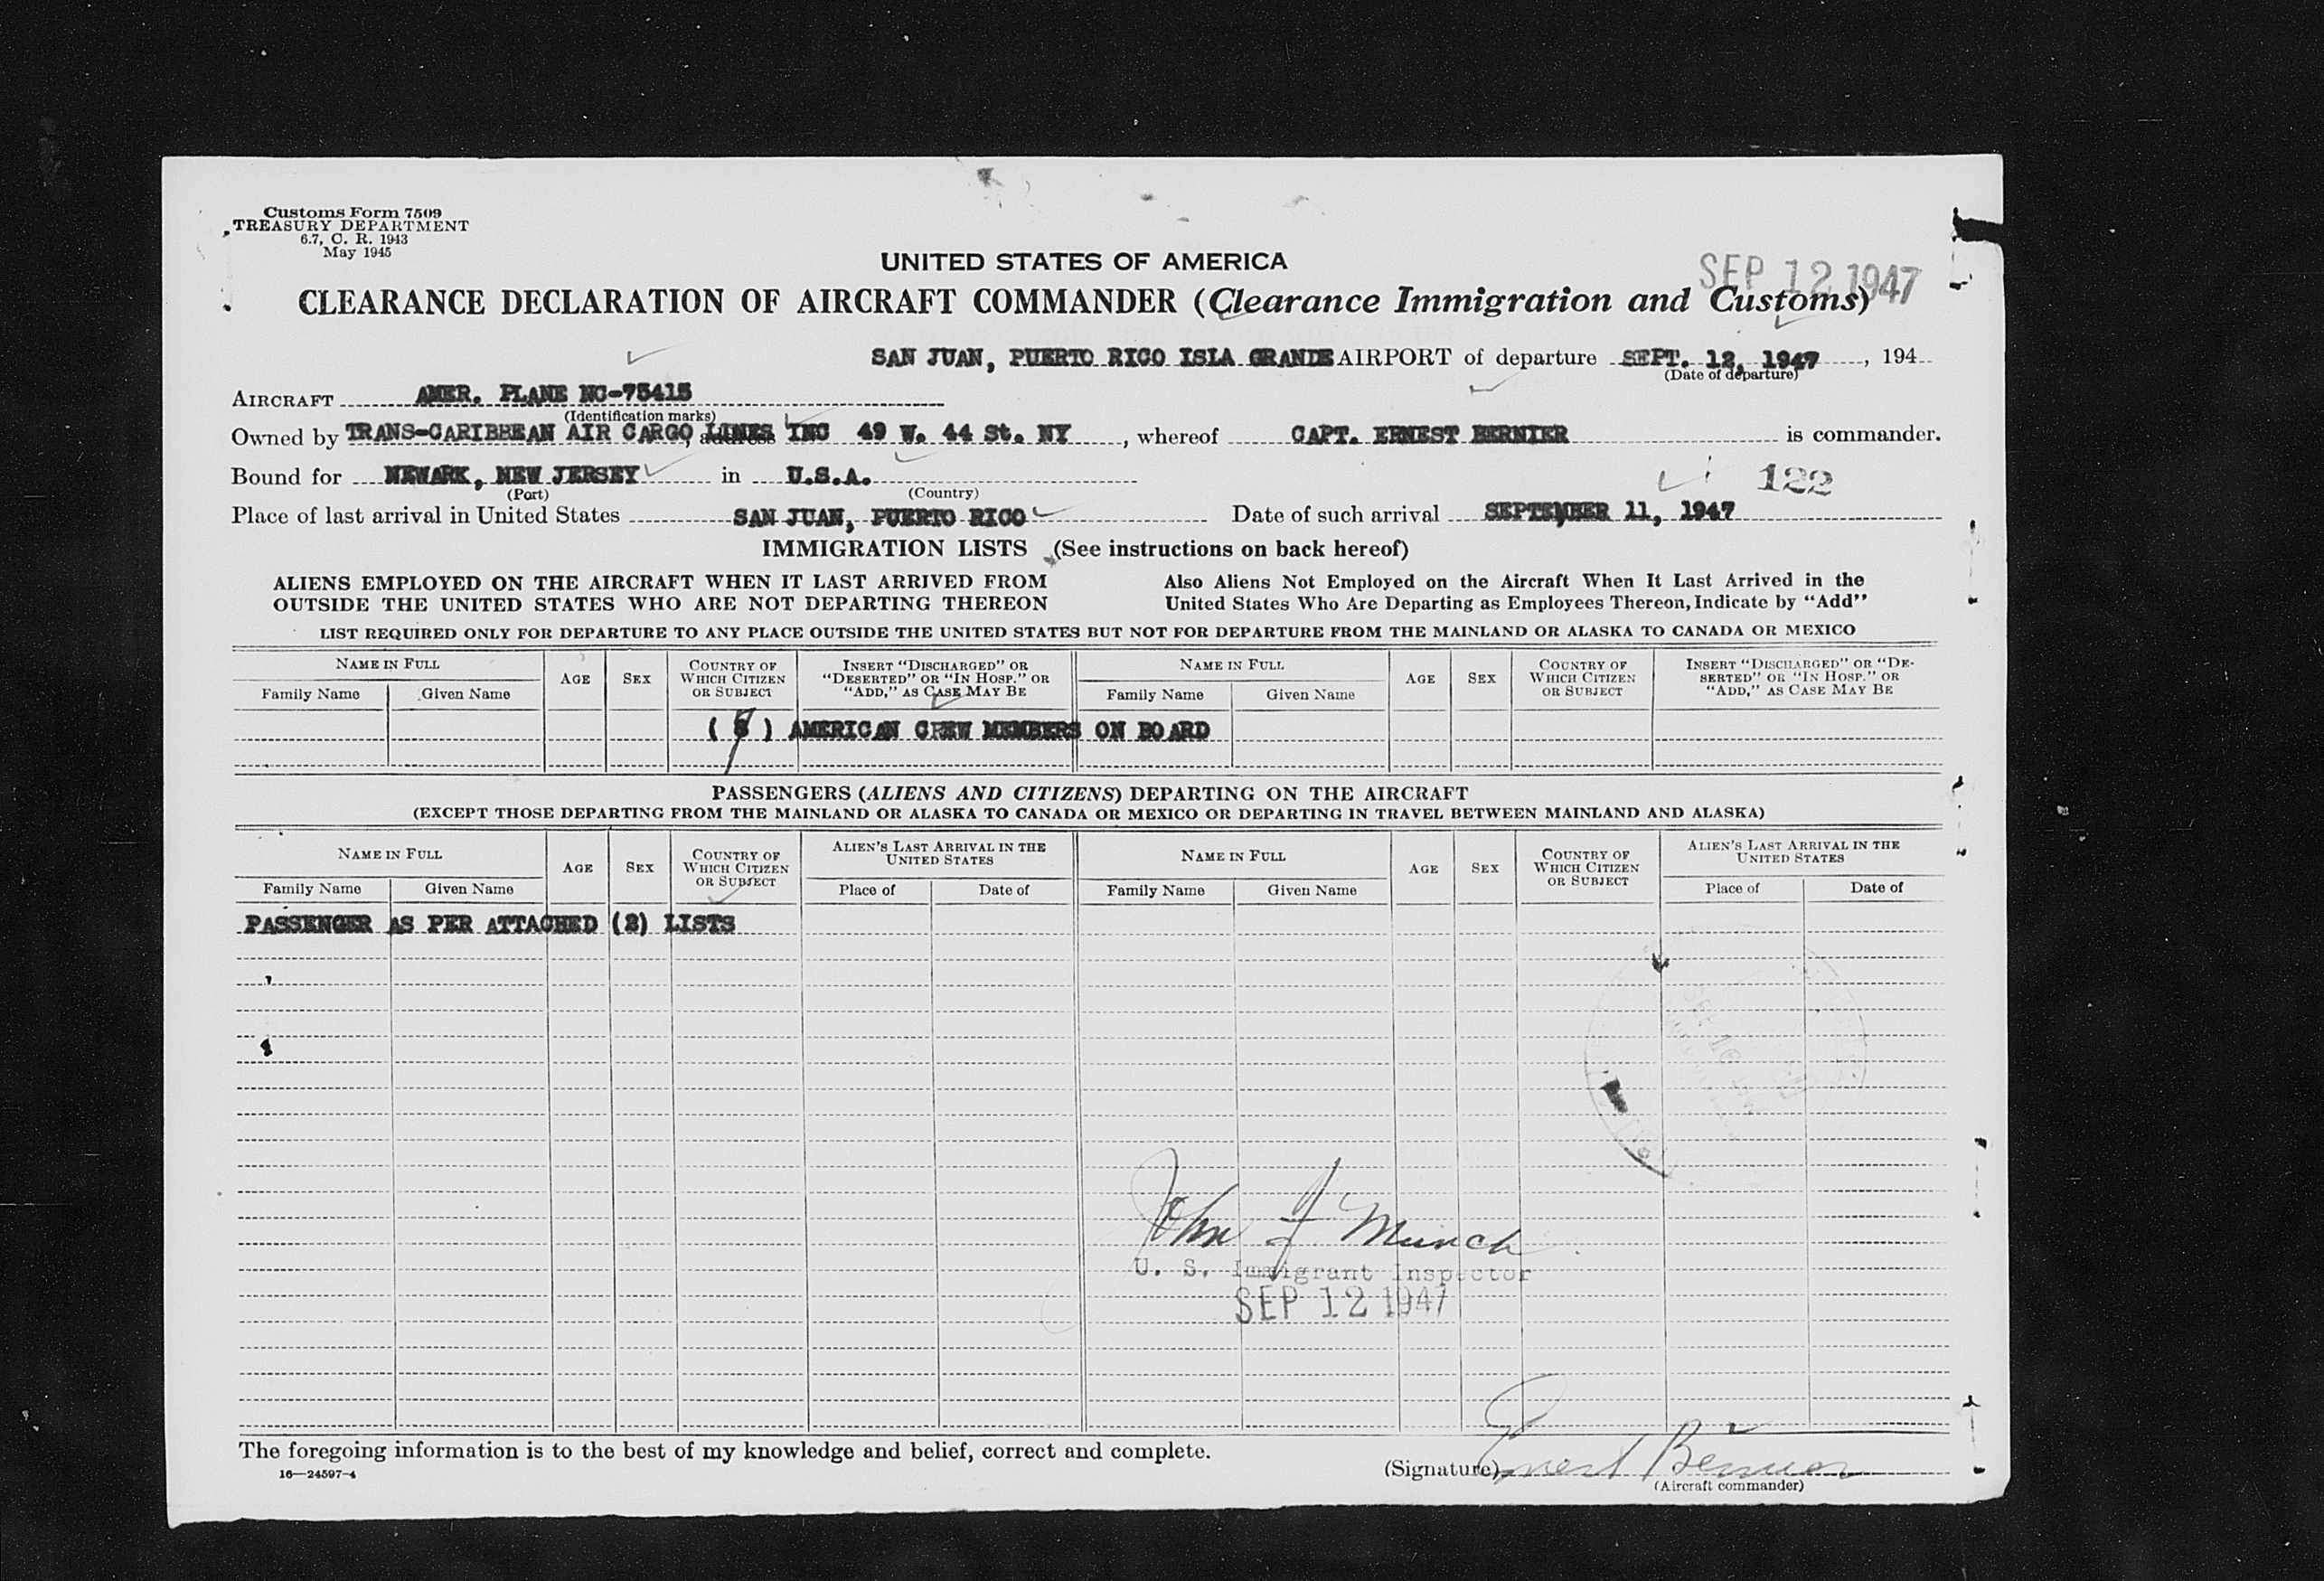 Customs Form 7509
TREASURY DEPARTMENT
6.7, C. R. 1943
May 1945
UNITED STATES OF AMERICA
SEP 12 1947
CLEARANCE DECLARATION OF AIRCRAFT COMMANDER (Clearance Immigration and Customs)
SAN JUAN, PUERTO RICO ISLA GRANDE AIRPORT of departure SEPT. 12, 1947, 194
(Date of departure)
AIRCRAFT AMER. PLANE NC-75415
(Identification marks)
Owned by TRANS-CARIBBEAN AIR CARGO, address LINES INC 49 W. 44 St. NY, whereof CAPT. ERNEST BERNIER is commander.
Bound for NEWARK, NEW JERSEY in U.S.A. 122
(Port) (Country)
Place of last arrival in United States SAN JUAN, PUERTO RICO Date of such arrival SEPTEMBER 11, 1947
IMMIGRATION LISTS (See instructions on back hereof)
ALIENS EMPLOYED ON THE AIRCRAFT WHEN IT LAST ARRIVED FROM Also Aliens Not Employed on the Aircraft When It Last Arrived in the
OUTSIDE THE UNITED STATES WHO ARE NOT DEPARTING THEREON United States Who Are Departing as Employees Thereon, Indicate by "Add"
LIST REQUIRED ONLY FOR DEPARTURE TO ANY PLACE OUTSIDE THE UNITED STATES BUT NOT FOR DEPARTURE FROM THE MAINLAND OR ALASKA TO CANADA OR MEXICO
NAME IN FULL AGE SEX COUNTRY OF WHICH CITIZEN OR SUBJECT INSERT "DISCHARGED" OR "DESERTED" OR "IN HOSP." OR "ADD," AS CASE MAY BE NAME IN FULL AGE SEX COUNTRY OF WHICH CITIZEN OR SUBJECT INSERT "DISCHARGED" OR "DESERTED" OR "IN HOSP." OR "ADD," AS CASE MAY BE
Family Name Given Name Family Name Given Name
( ) AMERICAN CREW MEMBERS ON BOARD
PASSENGERS (ALIENS AND CITIZENS) DEPARTING ON THE AIRCRAFT
(EXCEPT THOSE DEPARTING FROM THE MAINLAND OR ALASKA TO CANADA OR MEXICO OR DEPARTING IN TRAVEL BETWEEN MAINLAND AND ALASKA)
NAME IN FULL AGE SEX COUNTRY OF WHICH CITIZEN OR SUBJECT ALIEN'S LAST ARRIVAL IN THE UNITED STATES NAME IN FULL AGE SEX COUNTRY OF WHICH CITIZEN OR SUBJECT ALIEN'S LAST ARRIVAL IN THE UNITED STATES
Family Name Given Name Place of Date of Family Name Given Name Place of Date of
PASSENGER AS PER ATTACHED (2) LISTS
John J Munch
U. S. Immigrant Inspector
SEP 12 1947
The foregoing information is to the best of my knowledge and belief, correct and complete.
16—24597-4
(Signature) Ernest Bernier
(Aircraft commander)